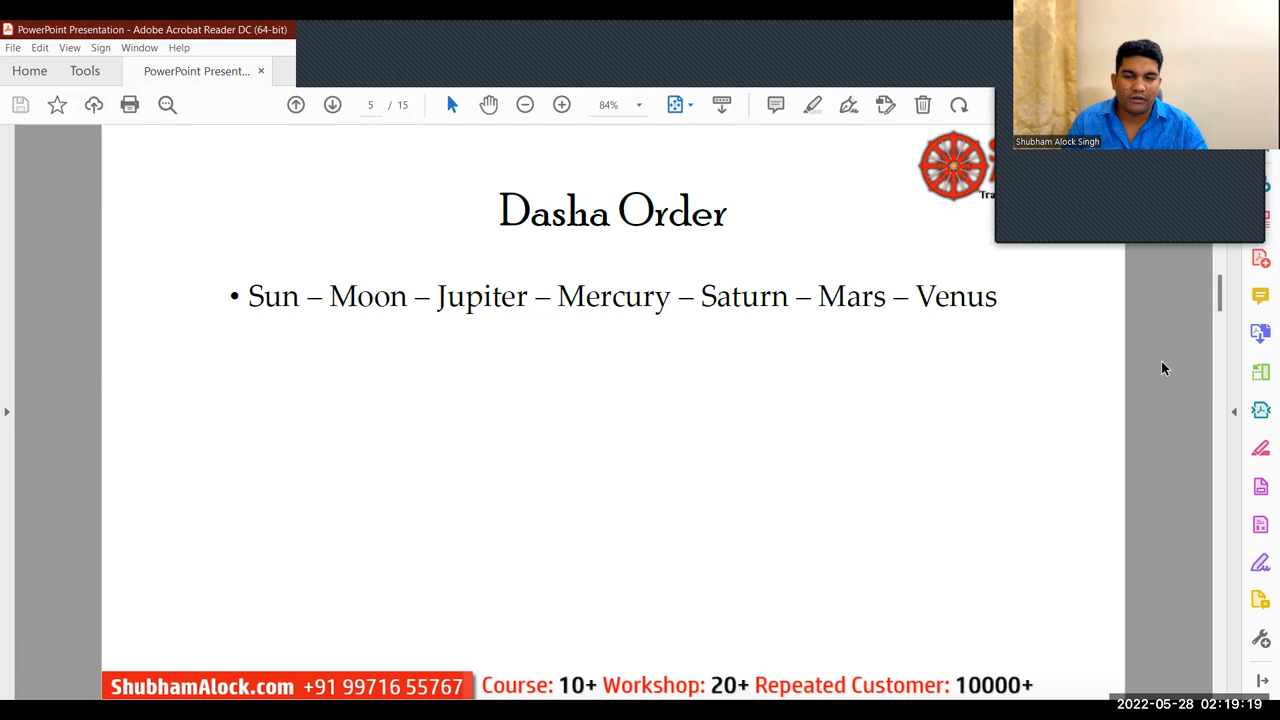 PowerPoint Presentation - Adobe Acrobat Reader DC (64-bit)
File Edit View Sign Window Help
Home Tools PowerPoint Present... ×
5 / 15 84%
Shubham Alock Singh
Dasha Order
• Sun – Moon – Jupiter – Mercury – Saturn – Mars – Venus
ShubhamAlock.com +91 99716 55767 Course: 10+ Workshop: 20+ Repeated Customer: 10000+
2022-05-28 02:19:19